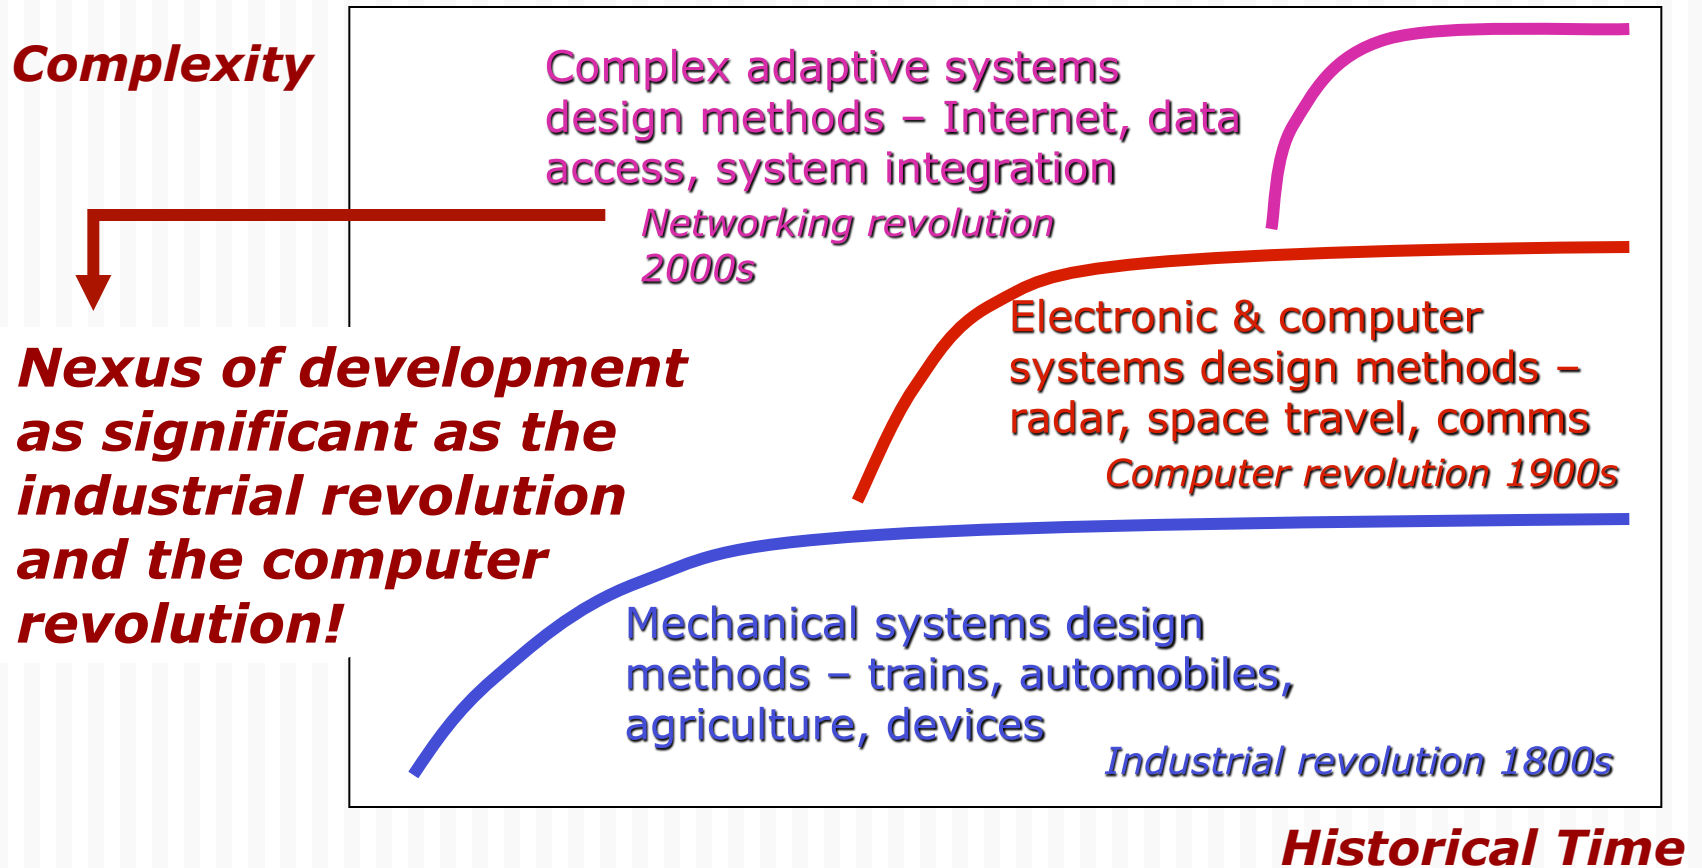 Complexity
Complex adaptive systems
design methods – Internet, data
access, system integration
Networking revolution
2000s
Electronic & computer
systems design methods –
radar, space travel, comms
Computer revolution 1900s
Nexus of development
as significant as the
industrial revolution
and the computer
revolution!
Mechanical systems design
methods – trains, automobiles,
agriculture, devices
Industrial revolution 1800s
Historical Time